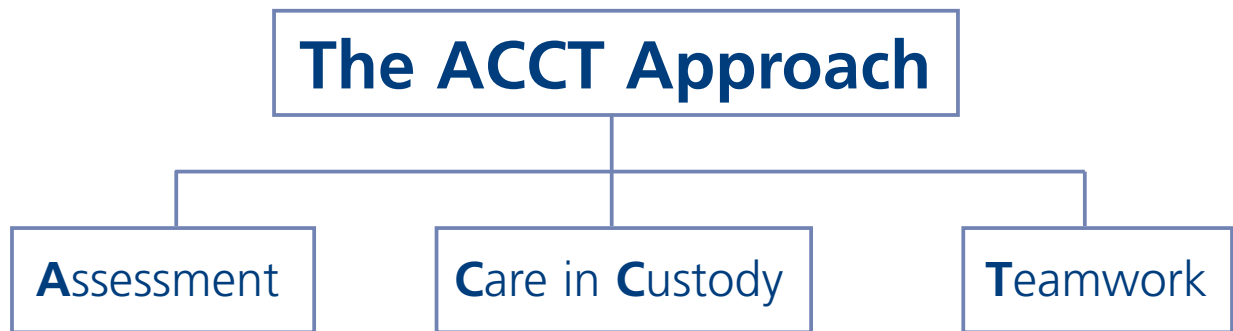 The ACCT Approach
Assessment
Care in Custody
Teamwork